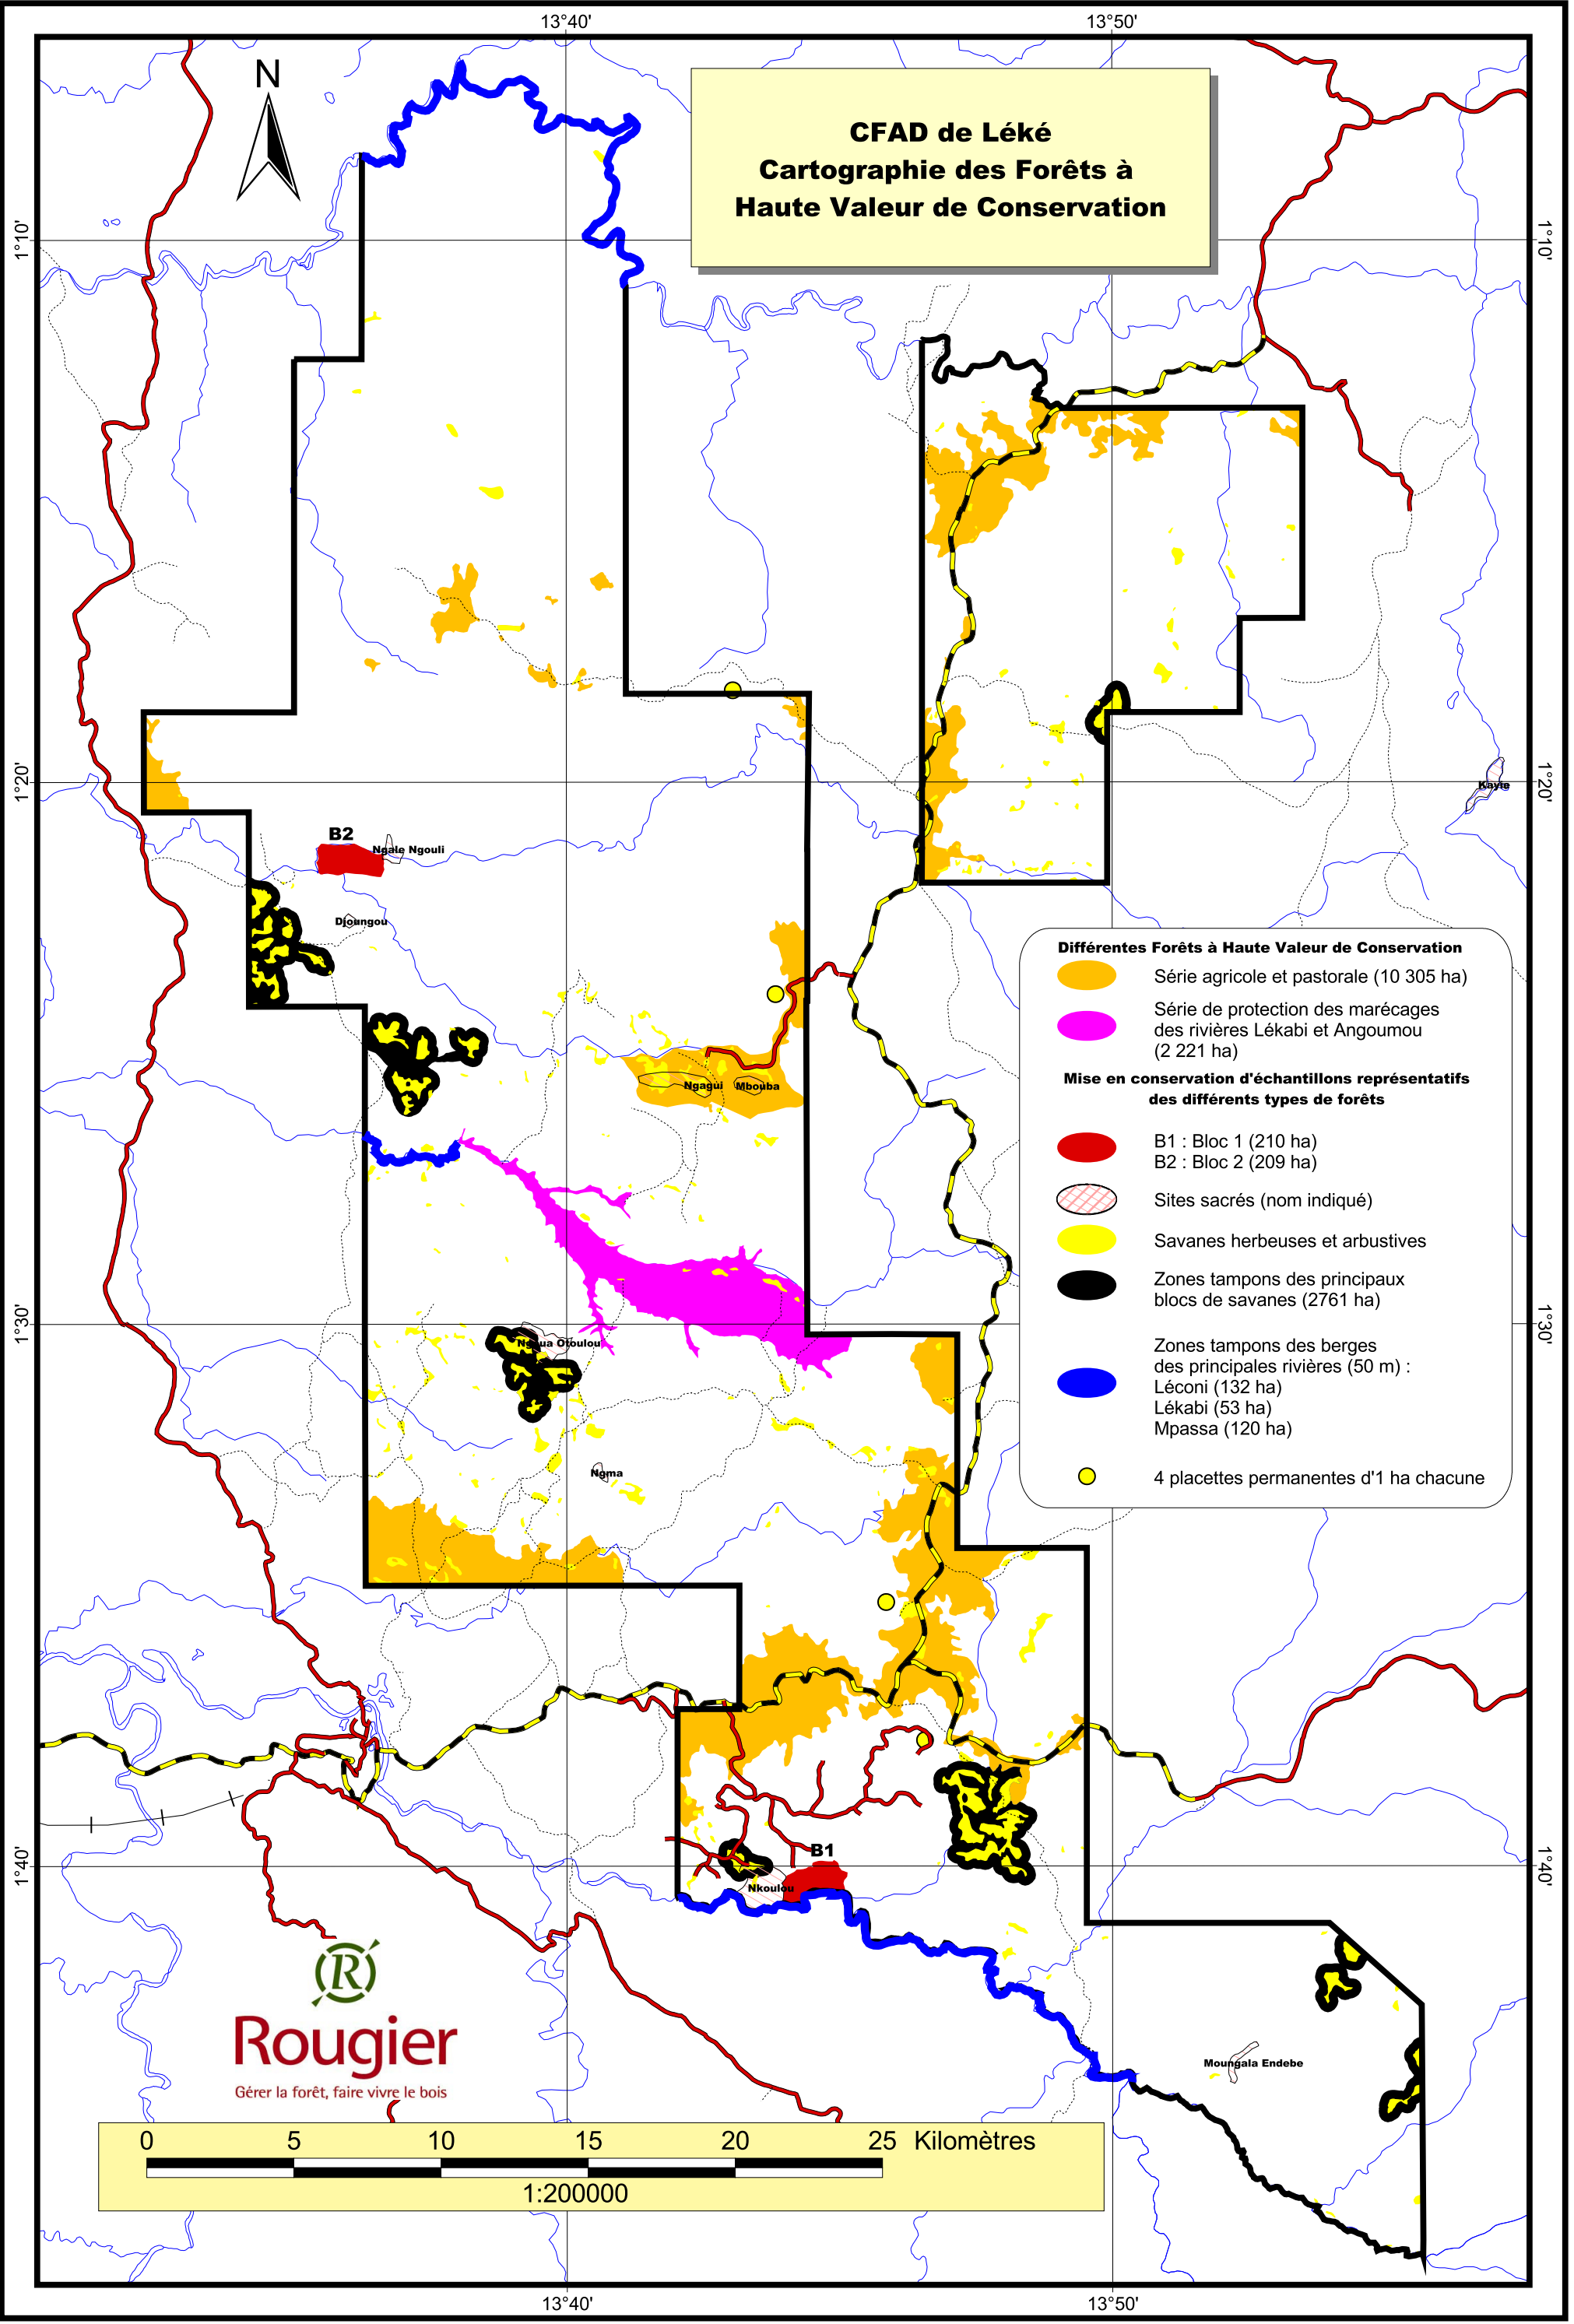 13°40'
13°50'
N
CFAD de Léké
Cartographie des Forêts à
Haute Valeur de Conservation
1°10'
1°10'
1°20'
1°20'
Kayie
B2
Ngale Ngouli
Djoungou
Différentes Forêts à Haute Valeur de Conservation
Série agricole et pastorale (10 305 ha)
Série de protection des marécages
des rivières Lékabi et Angoumou
(2 221 ha)
Mise en conservation d'échantillons représentatifs
des différents types de forêts
B1 : Bloc 1 (210 ha)
B2 : Bloc 2 (209 ha)
Sites sacrés (nom indiqué)
Savanes herbeuses et arbustives
Zones tampons des principaux
blocs de savanes (2761 ha)
Zones tampons des berges
des principales rivières (50 m) :
Léconi (132 ha)
Lékabi (53 ha)
Mpassa (120 ha)
4 placettes permanentes d'1 ha chacune
Ngagui
Mbouba
1°30'
1°30'
Otoulou
Ngma
B1
Nkoulou
1°40'
1°40'
R
Rougier
Gérer la forêt, faire vivre le bois
Moungala Endebe
0 5 10 15 20 25 Kilomètres
1:200000
13°40'
13°50'